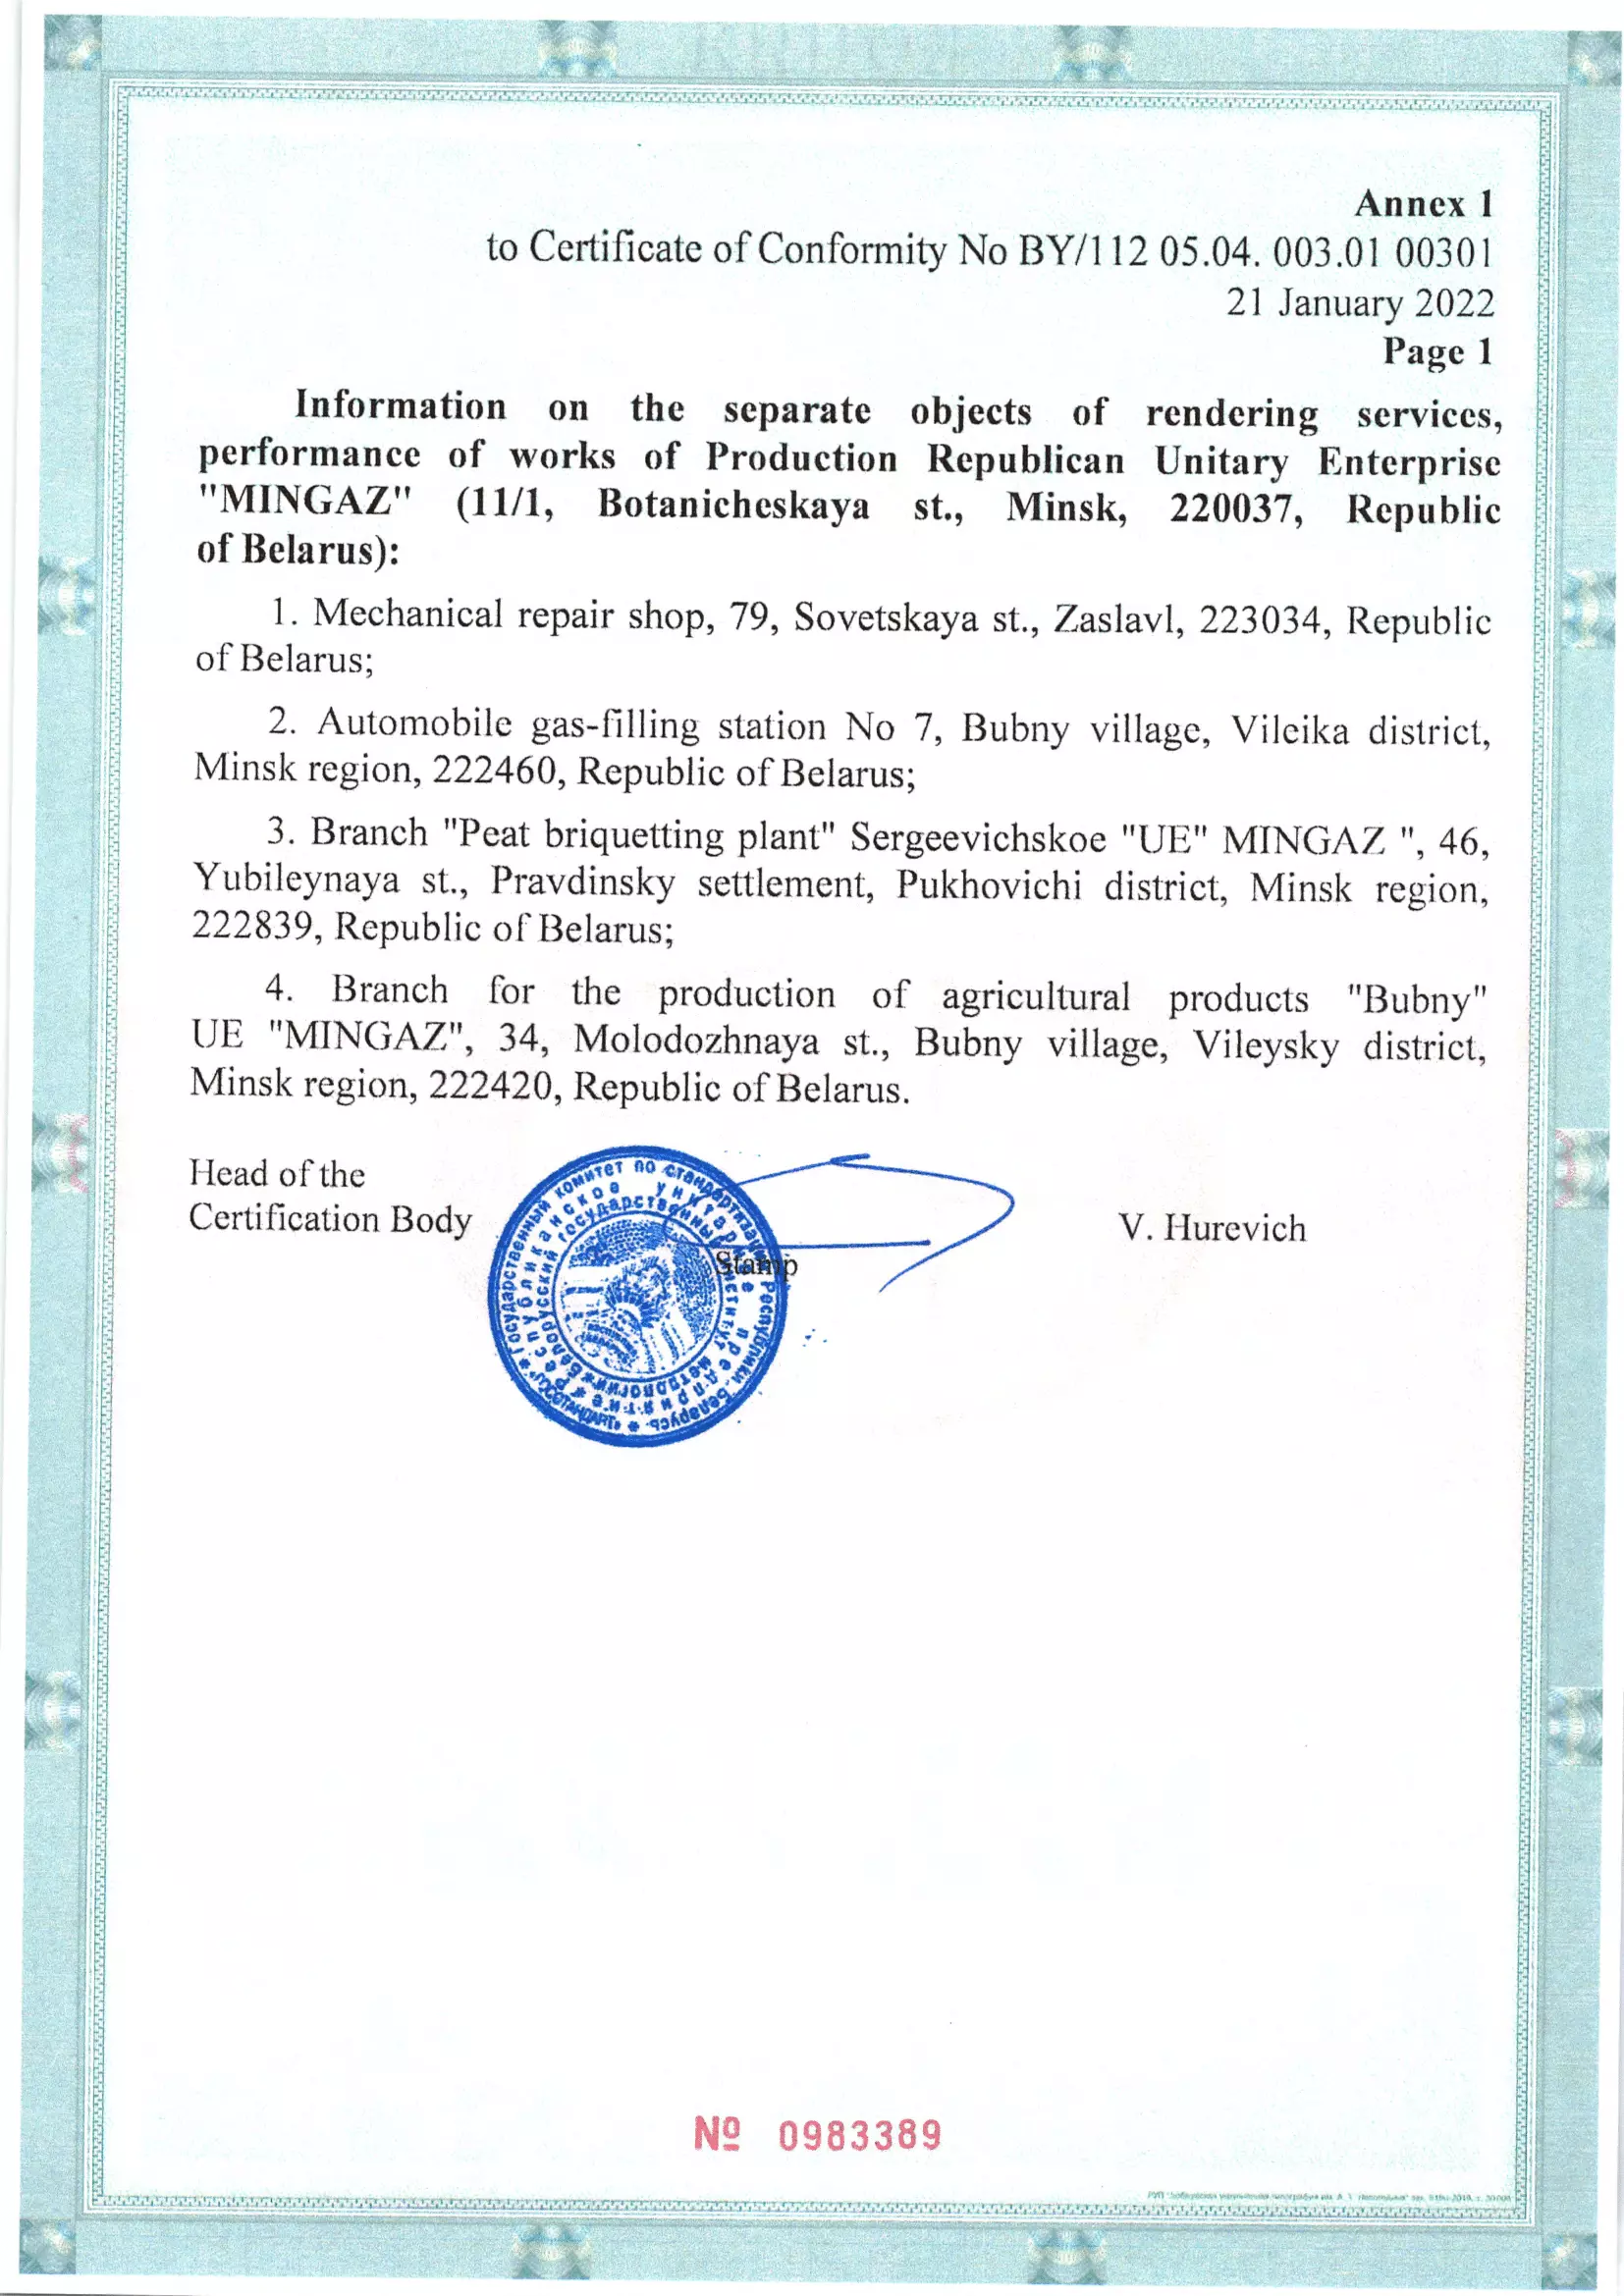 Annex 1
to Certificate of Conformity No BY/112 05.04. 003.01 00301
21 January 2022
Page 1
Information on the separate objects of rendering services,
performance of works of Production Republican Unitary Enterprise
"MINGAZ" (11/1, Botanicheskaya st., Minsk, 220037, Republic
of Belarus):
1. Mechanical repair shop, 79, Sovetskaya st., Zaslavl, 223034, Republic
of Belarus;
2. Automobile gas-filling station No 7, Bubny village, Vileika district,
Minsk region, 222460, Republic of Belarus;
3. Branch "Peat briquetting plant" Sergeevichskoe "UE" MINGAZ ", 46,
Yubileynaya st., Pravdinsky settlement, Pukhovichi district, Minsk region,
222839, Republic of Belarus;
4. Branch for the production of agricultural products "Bubny"
UE "MINGAZ", 34, Molodozhnaya st., Bubny village, Vileysky district,
Minsk region, 222420, Republic of Belarus.
Head of the
Certification Body
Государственный комитет по стандартизации Республики Беларусь * «ГОССТАНДАРТ» *
Республиканское унитарное предприятие *
Белорусский государственный институт метрологии *
Stamp
V. Hurevich
№ 0983389